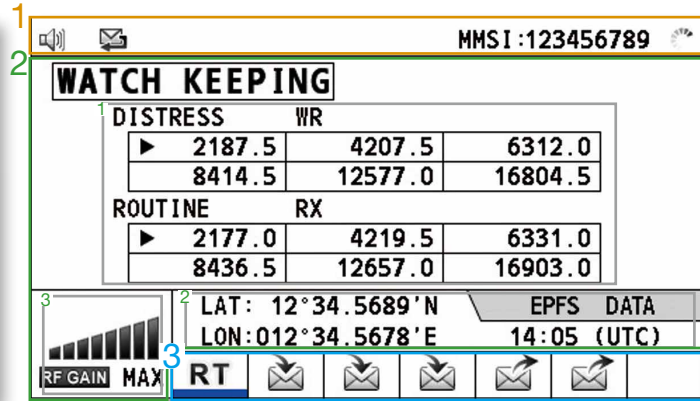 1
MMSI:123456789
2
WATCH KEEPING
1
DISTRESS WR
2187.5 4207.5 6312.0
8414.5 12577.0 16804.5
ROUTINE RX
2177.0 4219.5 6331.0
8436.5 12657.0 16903.0
3
2
LAT: 12°34.5689'N EPFS DATA
LON:012°34.5678'E 14:05 (UTC)
3
RF GAIN MAX RT